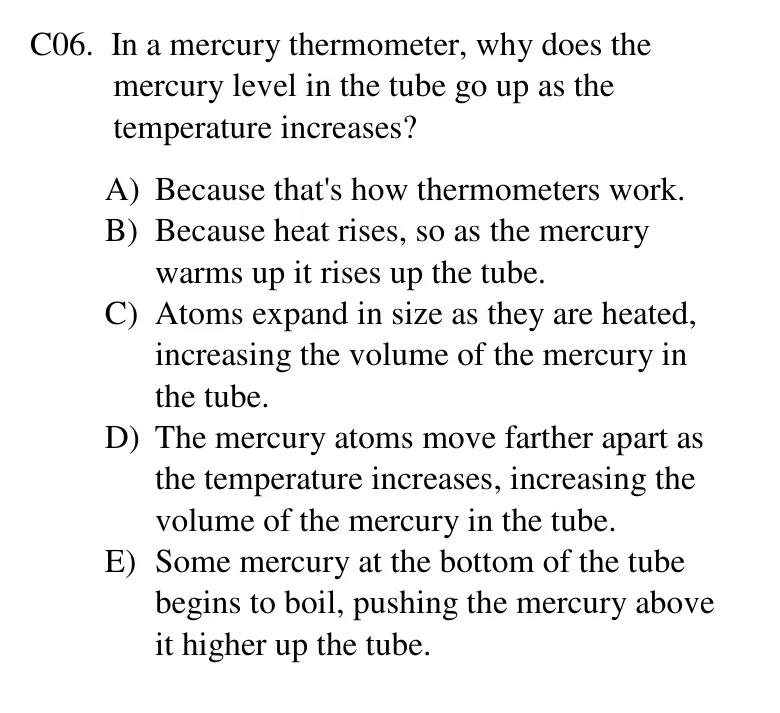 C06. In a mercury thermometer, why does the
mercury level in the tube go up as the
temperature increases?
A) Because that's how thermometers work.
B) Because heat rises, so as the mercury
warms up it rises up the tube.
C) Atoms expand in size as they are heated,
increasing the volume of the mercury in
the tube.
D) The mercury atoms move farther apart as
the temperature increases, increasing the
volume of the mercury in the tube.
E) Some mercury at the bottom of the tube
begins to boil, pushing the mercury above
it higher up the tube.